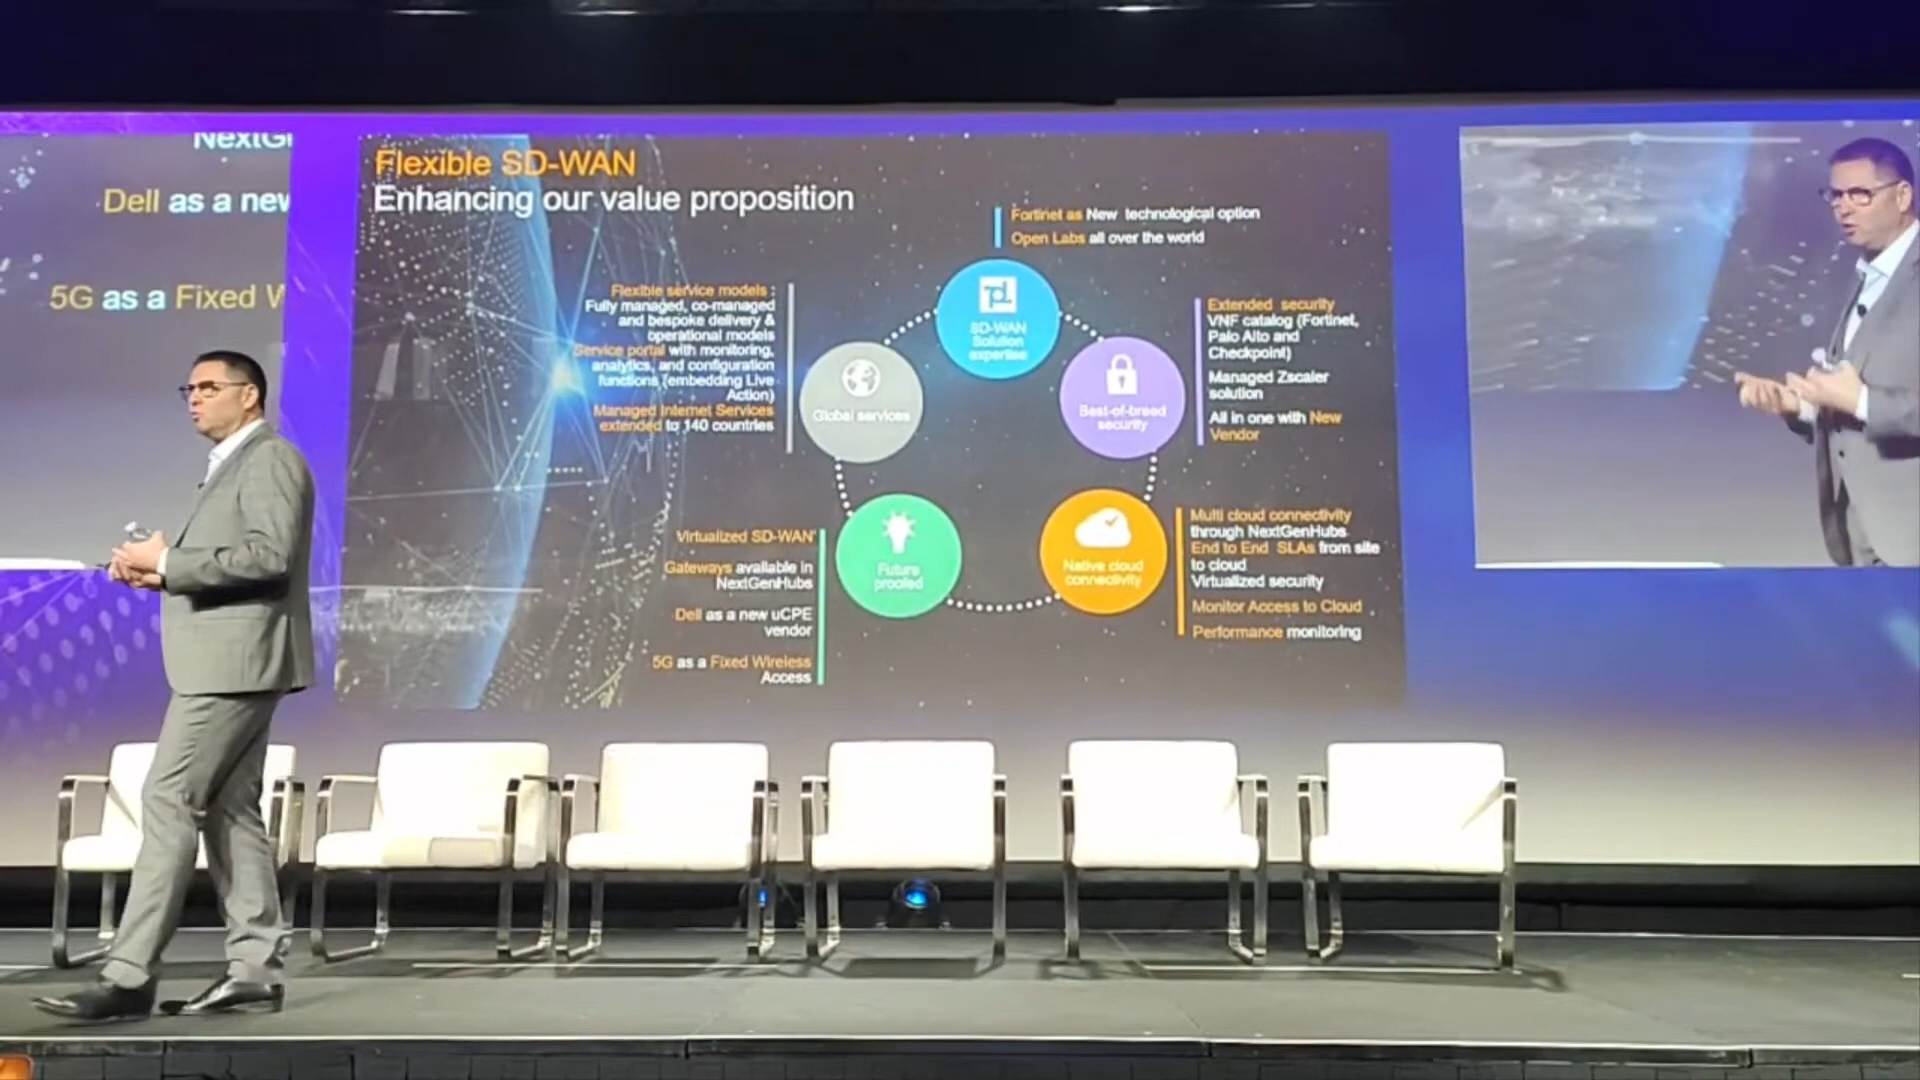 NextG
Dell as a new
5G as a Fixed W
Flexible SD-WAN
Enhancing our value proposition
Fortinet as New technological option
Open Labs all over the world
SD-WAN
Solution
expertise
Flexible service models :
Fully managed, co-managed
and bespoke delivery &
operational models
Service portal with monitoring,
analytics, and configuration
functions (embedding Live
Action)
Managed Internet Services
extended to 140 countries
Global services
Best-of-breed
security
Extended security
VNF catalog (Fortinet,
Palo Alto and
Checkpoint)
Managed Zscaler
solution
All in one with New
Vendor
Virtualized SD-WAN'
Gateways available in
NextGenHubs
Dell as a new uCPE
vendor
5G as a Fixed Wireless
Access
Future
proofed
Native cloud
connectivity
Multi cloud connectivity
through NextGenHubs
End to End SLAs from site
to cloud
Virtualized security
Monitor Access to Cloud
Performance monitoring